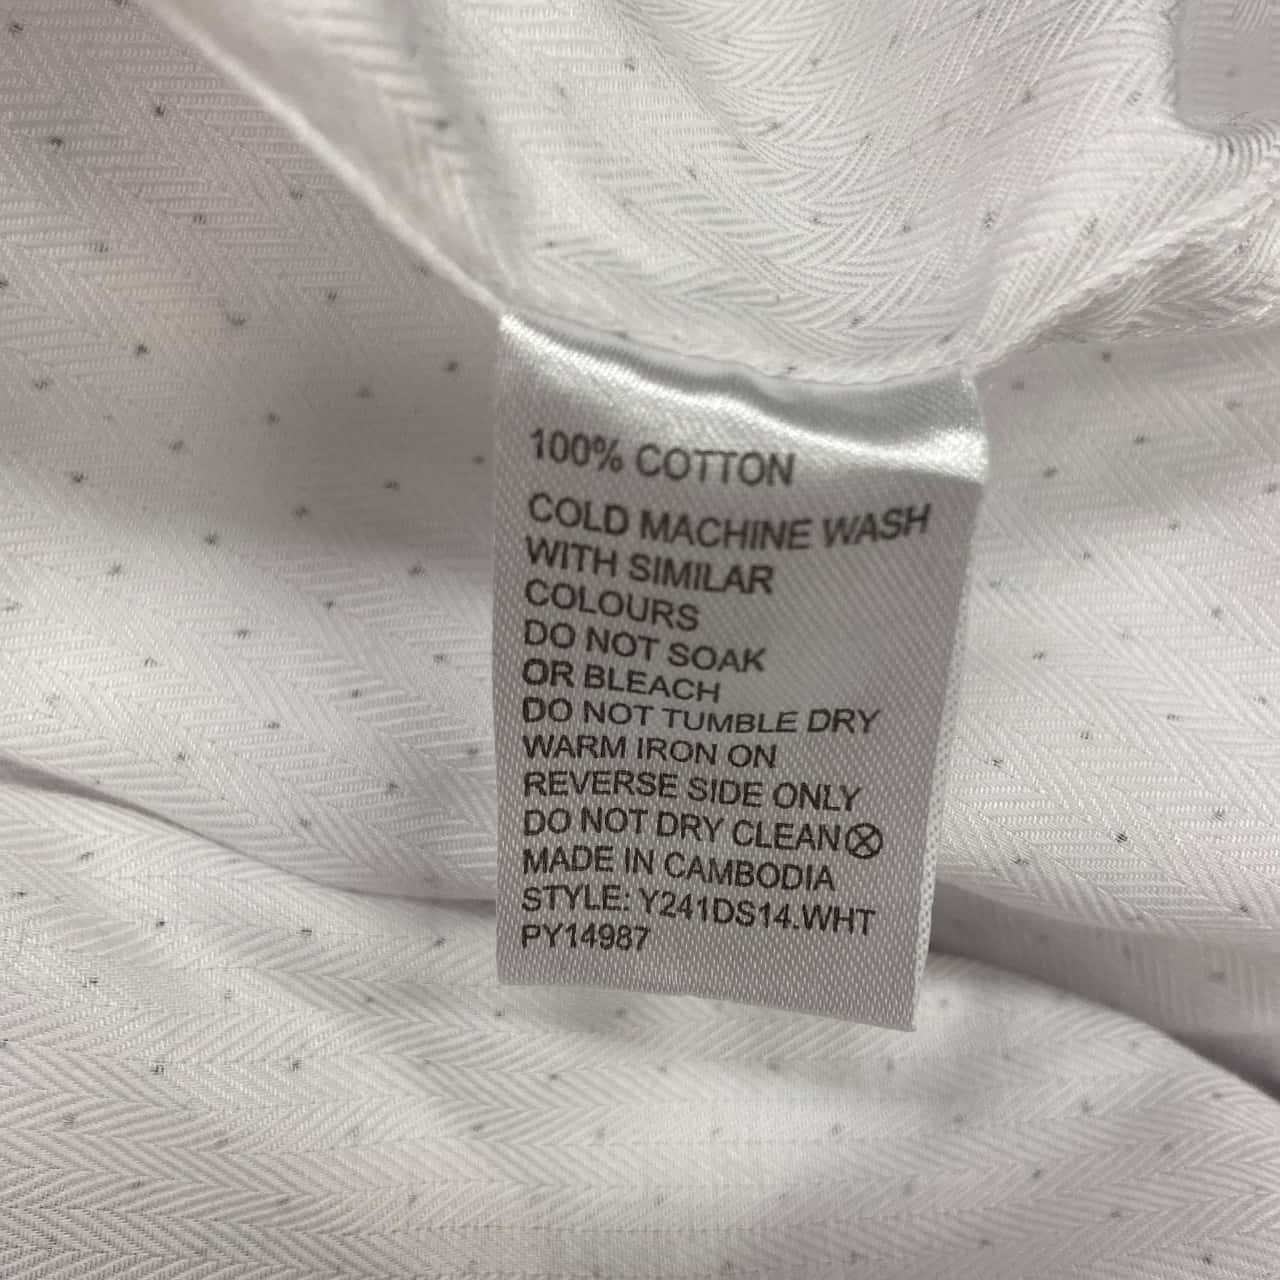 100% COTTON
COLD MACHINE WASH
WITH SIMILAR
COLOURS
DO NOT SOAK
OR BLEACH
DO NOT TUMBLE DRY
WARM IRON ON
REVERSE SIDE ONLY
DO NOT DRY CLEAN
MADE IN CAMBODIA
STYLE: Y241DS14.WHT
PY14987